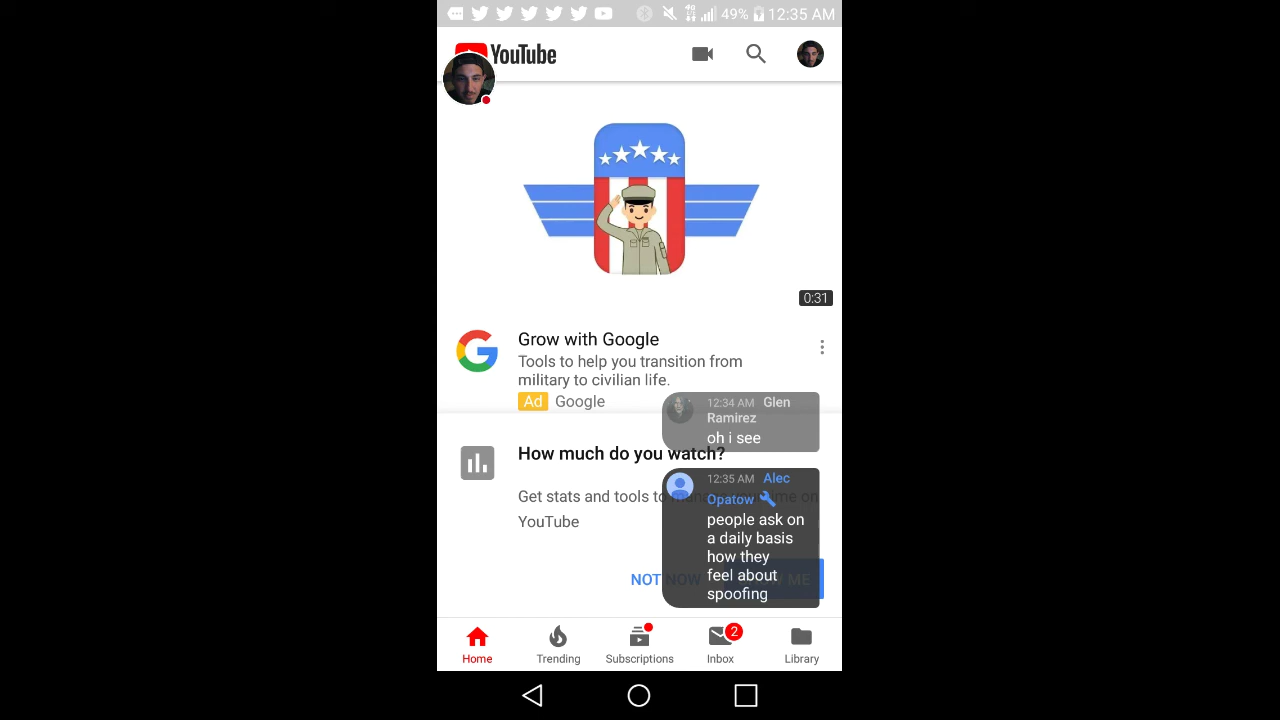 49% 12:35 AM
YouTube
0:31
Grow with Google
Tools to help you transition from
military to civilian life.
Ad Google
12:34 AM Glen
Ramirez
oh i see
How much do you watch?
12:35 AM Alec
Opatow
Get stats and tools to on
YouTube
people ask on
a daily basis
how they
feel about
spoofing
NOT NOW ME
Home Trending Subscriptions Inbox 2 Library